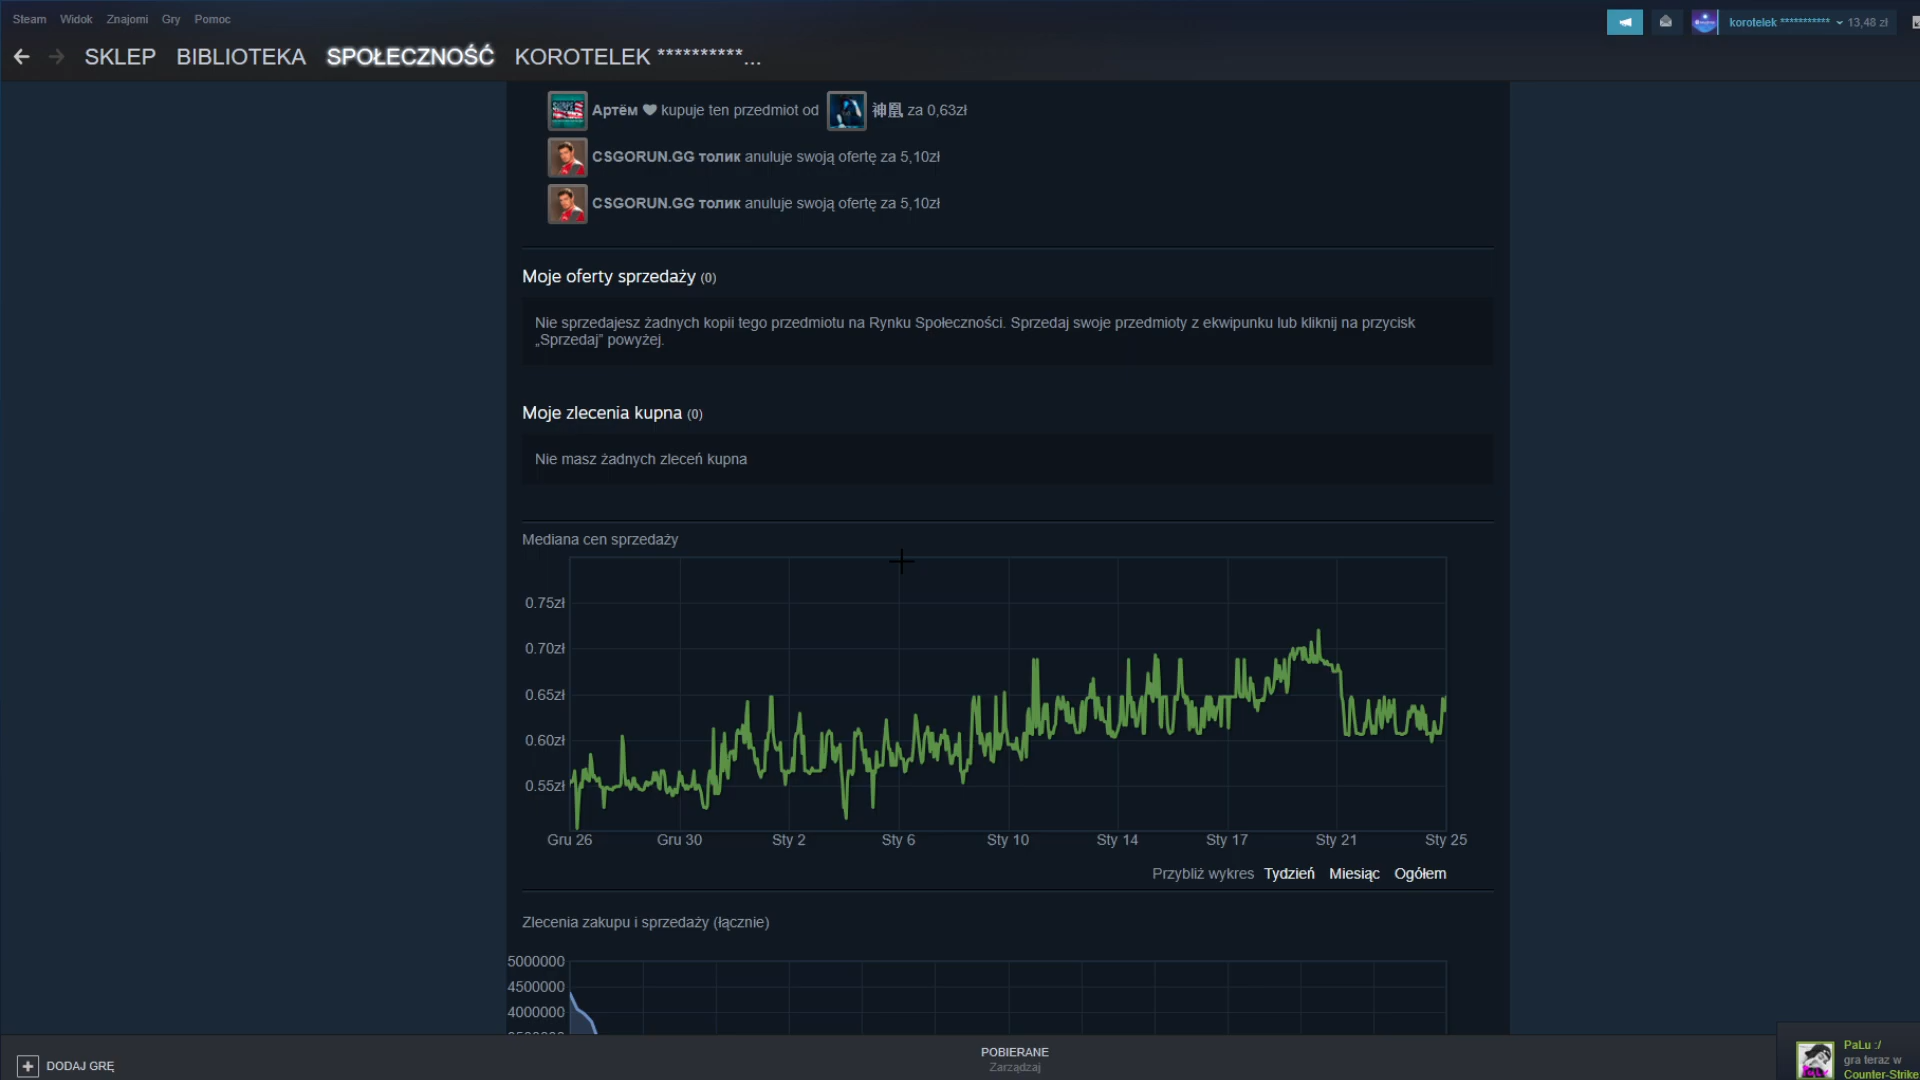 Steam Widok Znajomi Gry Pomoc
korotelek ********** 13,48 zł
SKLEP BIBLIOTEKA SPOŁECZNOŚĆ KOROTELEK **********...
Артём ❤ kupuje ten przedmiot od 神凰 za 0,63zł
CSGORUN.GG толик anuluje swoją ofertę za 5,10zł
CSGORUN.GG толик anuluje swoją ofertę za 5,10zł
Moje oferty sprzedaży (0)
Nie sprzedajesz żadnych kopii tego przedmiotu na Rynku Społeczności. Sprzedaj swoje przedmioty z ekwipunku lub kliknij na przycisk
„Sprzedaj” powyżej.
Moje zlecenia kupna (0)
Nie masz żadnych zleceń kupna
Mediana cen sprzedaży
0.75zł
0.70zł
0.65zł
0.60zł
0.55zł
Gru 26 Gru 30 Sty 2 Sty 6 Sty 10 Sty 14 Sty 17 Sty 21 Sty 25
Przybliż wykres Tydzień Miesiąc Ogółem
Zlecenia zakupu i sprzedaży (łącznie)
5000000
4500000
4000000
POBIERANE
Zarządzaj
DODAJ GRĘ
PaLu :/
gra teraz w
Counter-Strike